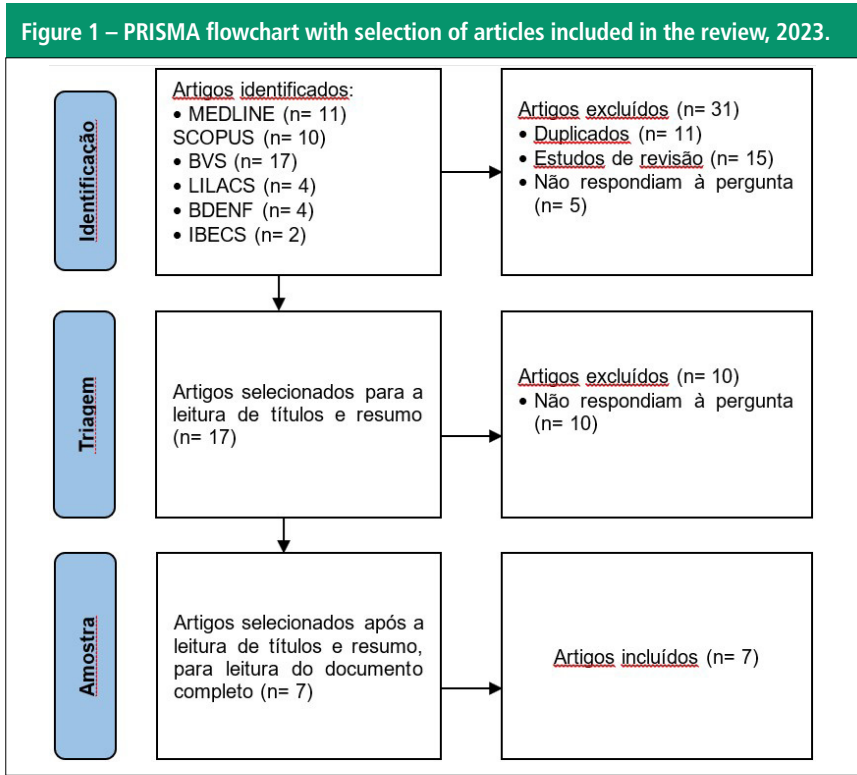 Figure 1 – PRISMA flowchart with selection of articles included in the review, 2023.
Identificação
Artigos identificados:
• MEDLINE (n= 11)
SCOPUS (n= 10)
• BVS (n= 17)
• LILACS (n= 4)
• BDENF (n= 4)
• IBECS (n= 2)
Artigos excluídos (n= 31)
• Duplicados (n= 11)
• Estudos de revisão (n= 15)
• Não respondiam à pergunta
(n= 5)
Triagem
Artigos selecionados para a
leitura de títulos e resumo
(n= 17)
Artigos excluídos (n= 10)
• Não respondiam à pergunta
(n= 10)
Amostra
Artigos selecionados após a
leitura de títulos e resumo,
para leitura do documento
completo (n= 7)
Artigos incluídos (n= 7)